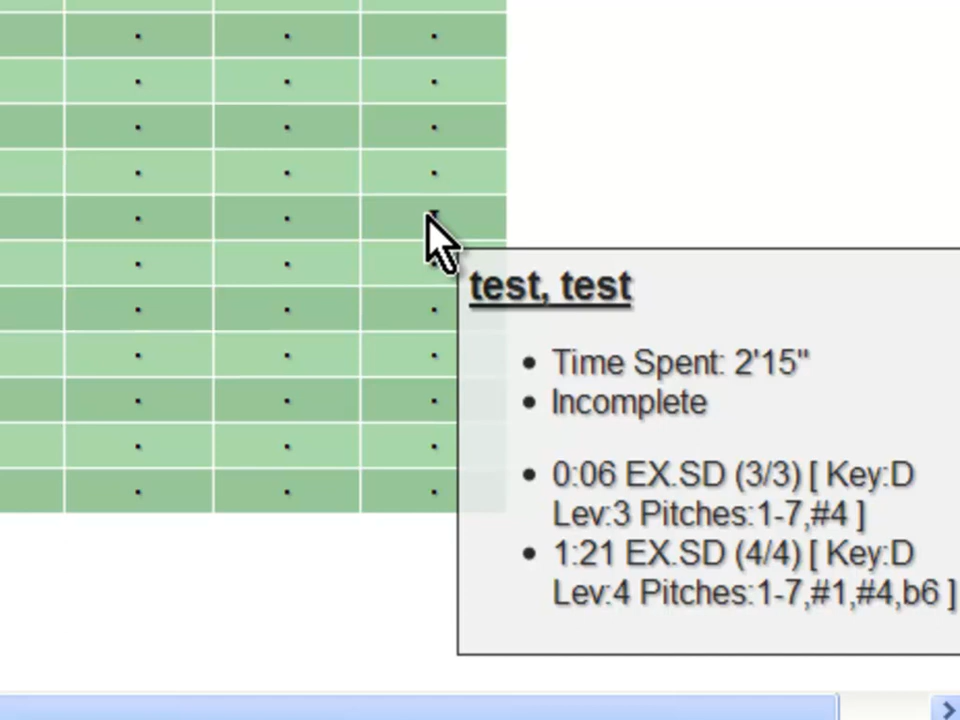 test, test
• Time Spent: 2'15"
• Incomplete
• 0:06 EX.SD (3/3) [ Key:D
Lev:3 Pitches:1-7,#4 ]
• 1:21 EX.SD (4/4) [ Key:D
Lev:4 Pitches:1-7,#1,#4,b6 ]